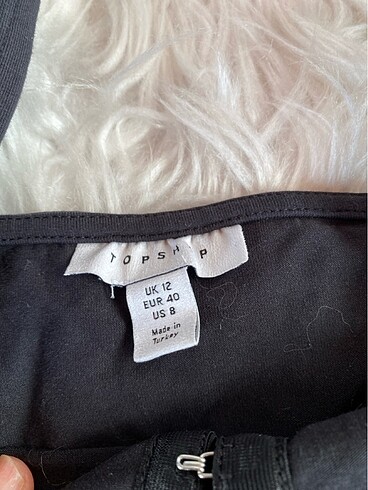 TOPSHOP
UK 12
EUR 40
US 8
Made in
Turkey